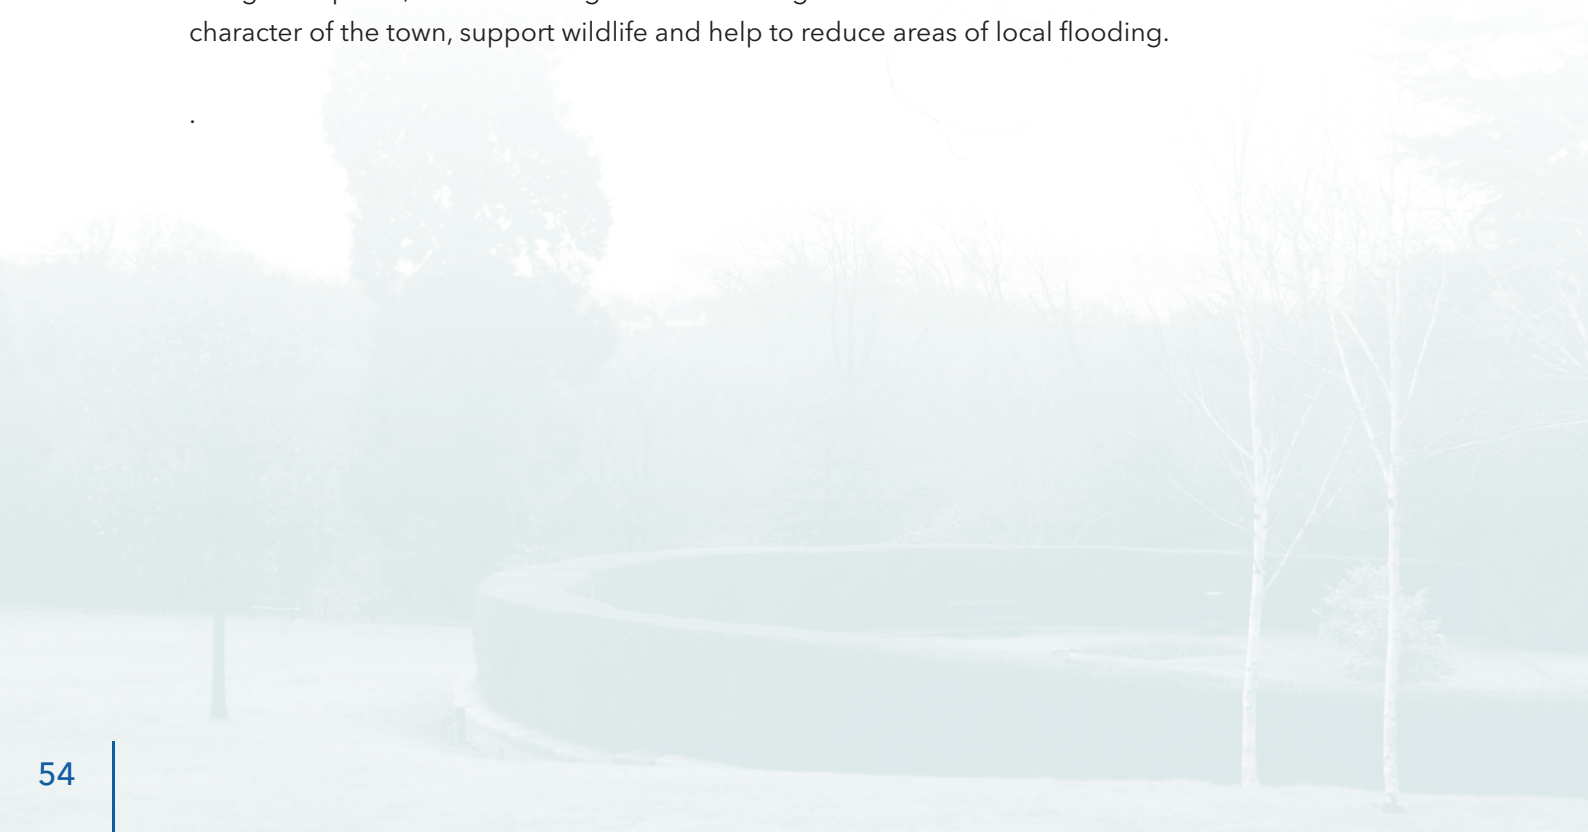 character of the town, support wildlife and help to reduce areas of local flooding.
.
54